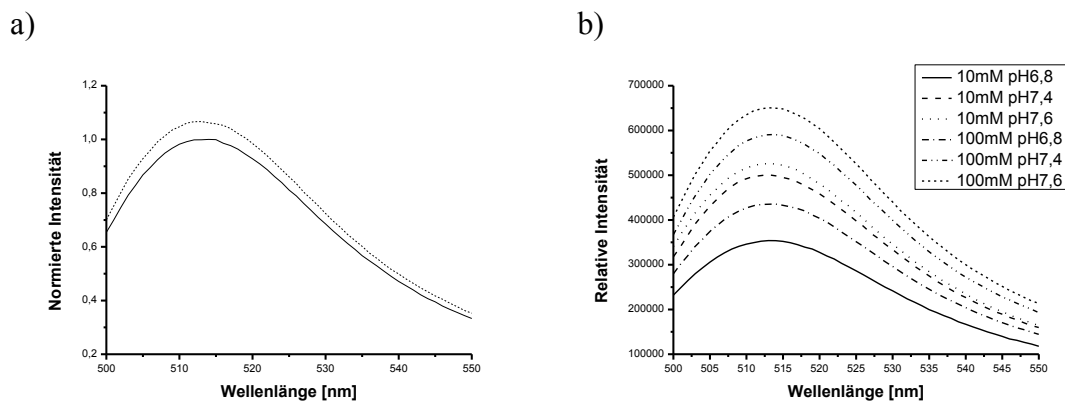 a)
1,2
1,0
0,8
0,6
0,4
0,2
Normierte Intensität
500 510 520 530 540 550
Wellenlänge [nm]
b)
700000
600000
500000
400000
300000
200000
100000
Relative Intensität
500 505 510 515 520 525 530 535 540 545 550
Wellenlänge [nm]
10mM pH6,8
10mM pH7,4
10mM pH7,6
100mM pH6,8
100mM pH7,4
100mM pH7,6